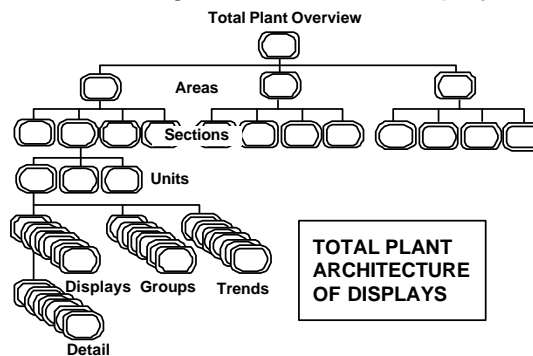 Total Plant Overview
Areas
Sections
Units
Displays Groups Trends
TOTAL PLANT
ARCHITECTURE
OF DISPLAYS
Detail